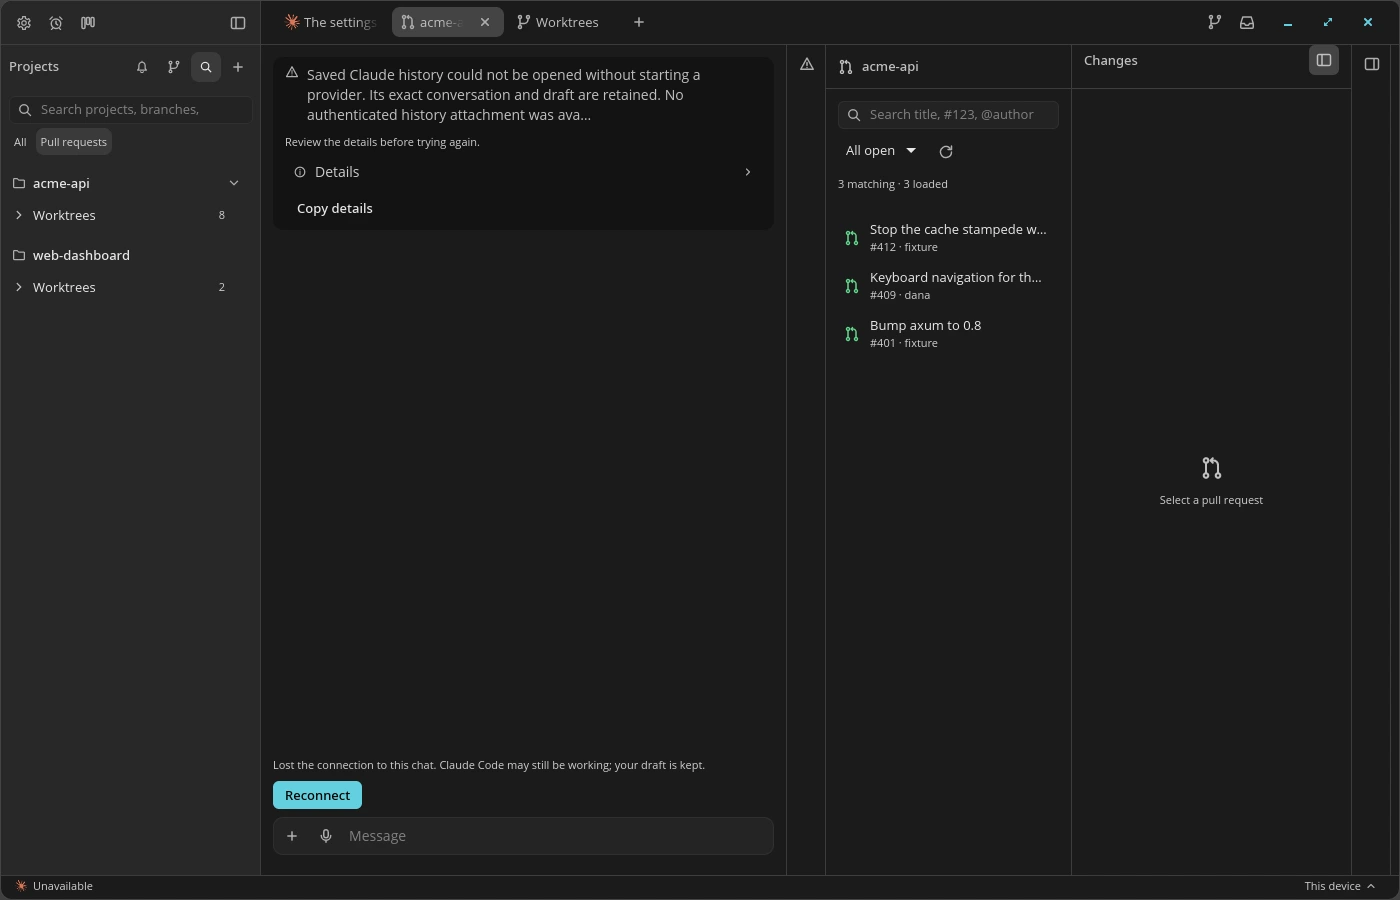 The settings
acme-a
Worktrees
Projects
Search projects, branches,
All
Pull requests
acme-api
Worktrees
8
web-dashboard
Worktrees
2
Saved Claude history could not be opened without starting a
provider. Its exact conversation and draft are retained. No
authenticated history attachment was ava...
Review the details before trying again.
Details
Copy details
Lost the connection to this chat. Claude Code may still be working; your draft is kept.
Reconnect
Message
acme-api
Search title, #123, @author
All open
3 matching · 3 loaded
Stop the cache stampede w...
#412 · fixture
Keyboard navigation for th...
#409 · dana
Bump axum to 0.8
#401 · fixture
Changes
Select a pull request
Unavailable
This device